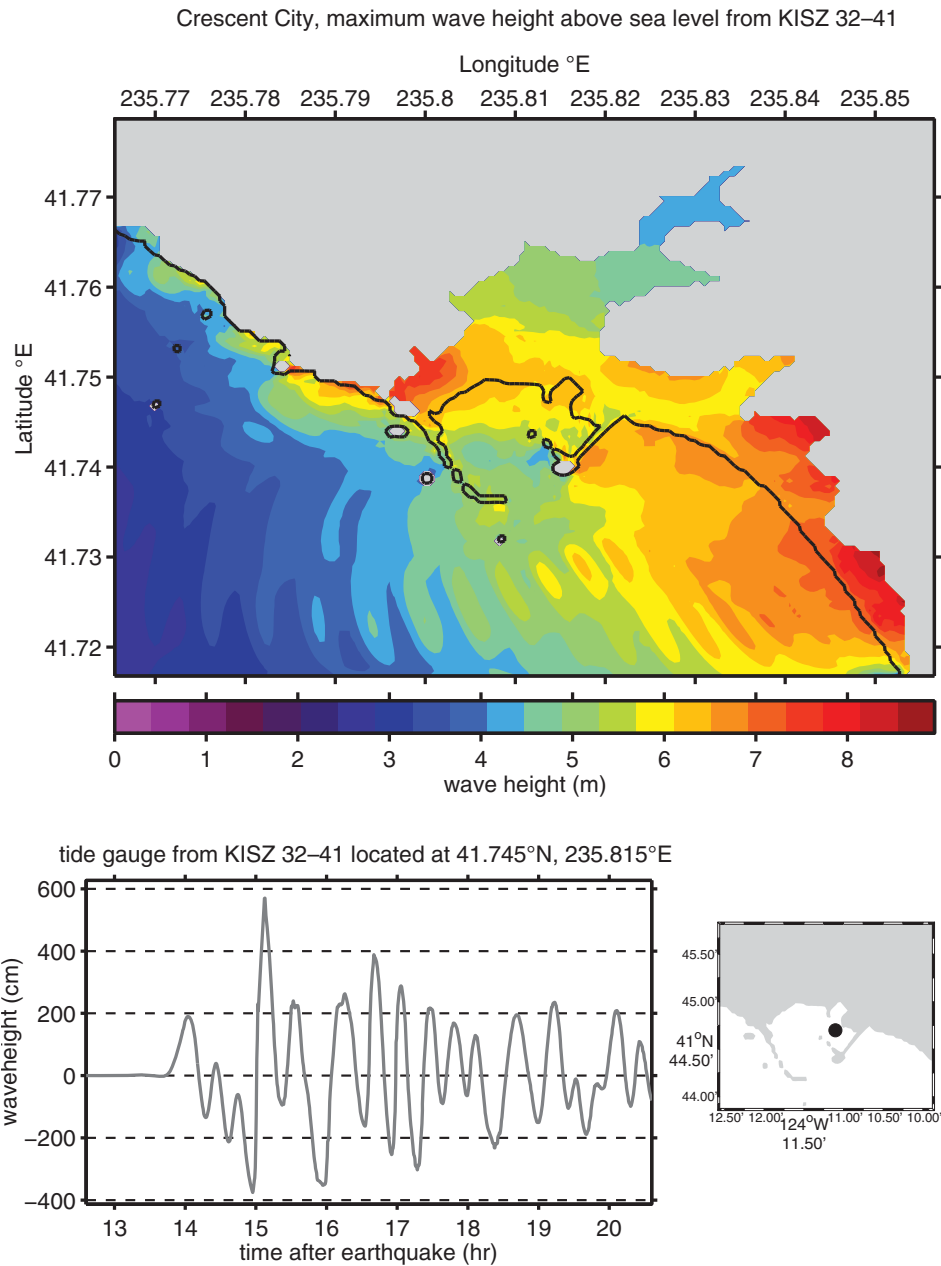 Crescent City, maximum wave height above sea level from KISZ 32–41
Longitude °E
235.77 235.78 235.79 235.8 235.81 235.82 235.83 235.84 235.85
Latitude °E
41.77
41.76
41.75
41.74
41.73
41.72
0 1 2 3 4 5 6 7 8
wave height (m)
tide gauge from KISZ 32–41 located at 41.745°N, 235.815°E
waveheight (cm)
600
400
200
0
−200
−400
13 14 15 16 17 18 19 20
time after earthquake (hr)
45.50'
45.00'
41°N
44.50'
44.00'
12.50' 12.00' 124°W 11.00' 10.50' 10.00'
11.50'